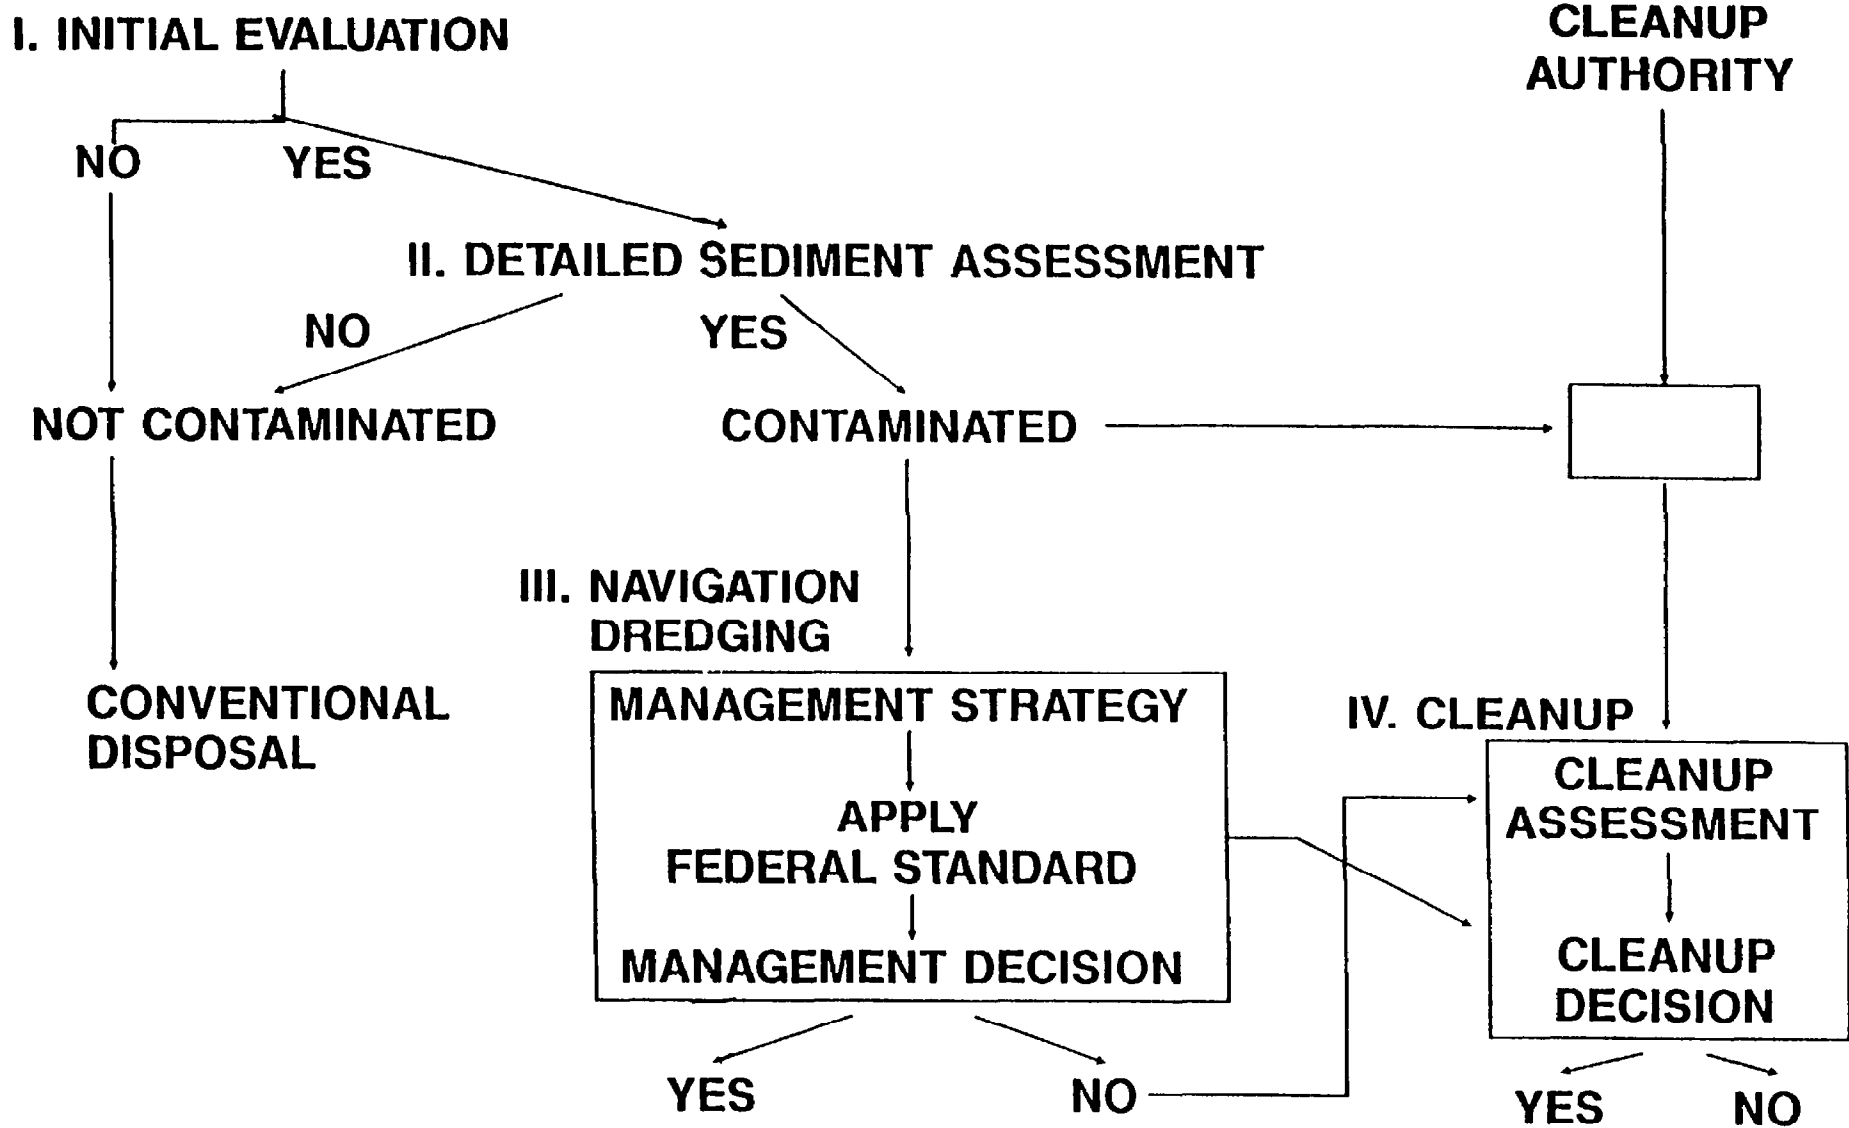 I. INITIAL EVALUATION
CLEANUP
AUTHORITY
NO
YES
II. DETAILED SEDIMENT ASSESSMENT
NO
YES
NOT CONTAMINATED
CONTAMINATED
III. NAVIGATION
DREDGING
CONVENTIONAL
DISPOSAL
MANAGEMENT STRATEGY
APPLY
FEDERAL STANDARD
MANAGEMENT DECISION
YES
NO
IV. CLEANUP
CLEANUP
ASSESSMENT
CLEANUP
DECISION
YES
NO